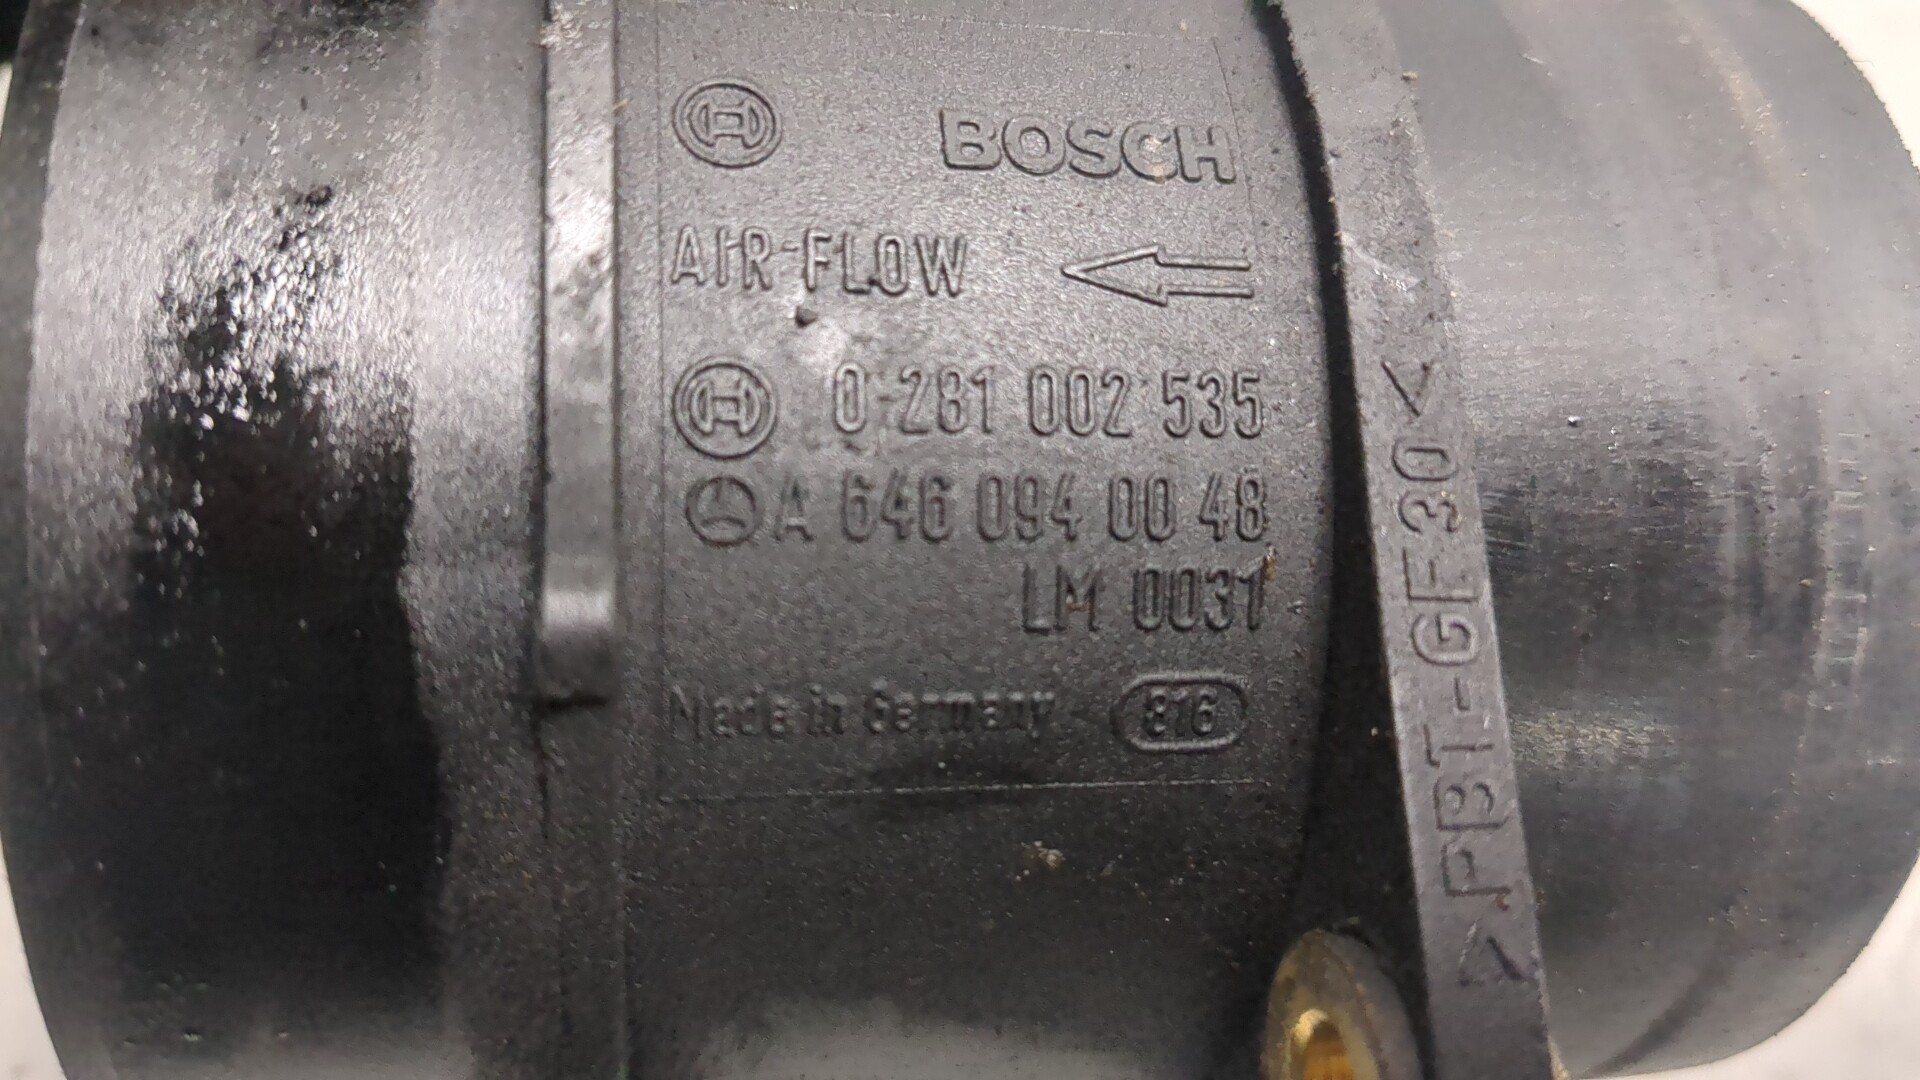 BOSCH
AIR-FLOW
0 281 002 535
A 646 094 00 48
LM 0031
Made in Germany 816
>PBT-GF30<